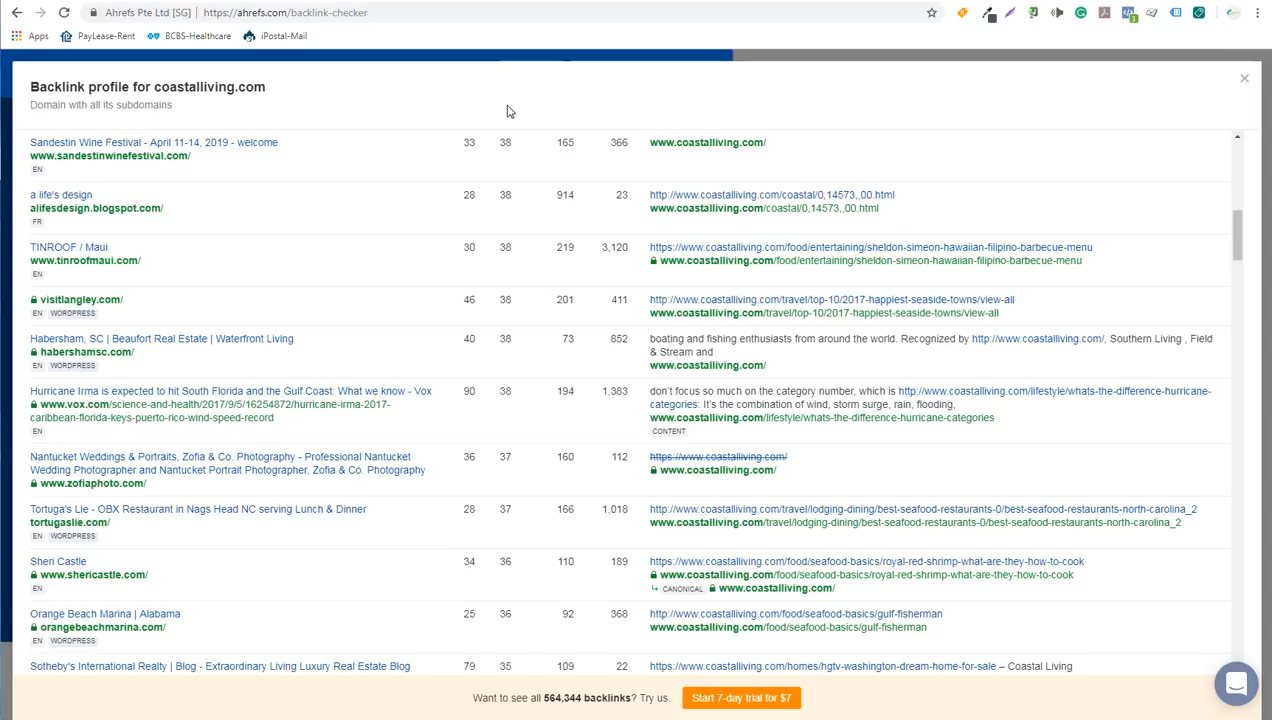 Ahrefs Pte Ltd [SG] | https://ahrefs.com/backlink-checker
Apps PayLease-Rent BCBS-Healthcare iPostal-Mail
Backlink profile for coastalliving.com
Domain with all its subdomains
Sandestin Wine Festival - April 11-14, 2019 - welcome 33 38 165 366 www.coastalliving.com/
www.sandestinwinefestival.com/
EN
a life's design 28 38 914 23 http://www.coastalliving.com/coastal/0,14573,,00.html
alifesdesign.blogspot.com/ www.coastalliving.com/coastal/0,14573,,00.html
FR
TINROOF / Maui 30 38 219 3,120 https://www.coastalliving.com/food/entertaining/sheldon-simeon-hawaiian-filipino-barbecue-menu
www.tinroofmaui.com/ www.coastalliving.com/food/entertaining/sheldon-simeon-hawaiian-filipino-barbecue-menu
EN
visitlangley.com/ 46 38 201 411 http://www.coastalliving.com/travel/top-10/2017-happiest-seaside-towns/view-all
EN WORDPRESS www.coastalliving.com/travel/top-10/2017-happiest-seaside-towns/view-all
Habersham, SC | Beaufort Real Estate | Waterfront Living 40 38 73 852 boating and fishing enthusiasts from around the world. Recognized by http://www.coastalliving.com/, Southern Living , Field
habershamsc.com/ & Stream and
EN WORDPRESS www.coastalliving.com/
Hurricane Irma is expected to hit South Florida and the Gulf Coast: What we know - Vox 90 38 194 1,383 don't focus so much on the category number, which is http://www.coastalliving.com/lifestyle/whats-the-difference-hurricane-
www.vox.com/science-and-health/2017/9/5/16254872/hurricane-irma-2017- categories: It's the combination of wind, storm surge, rain, flooding,
caribbean-florida-keys-puerto-rico-wind-speed-record www.coastalliving.com/lifestyle/whats-the-difference-hurricane-categories
EN CONTENT
Nantucket Weddings & Portraits, Zofia & Co. Photography - Professional Nantucket 36 37 160 112 https://www.coastalliving.com/
Wedding Photographer and Nantucket Portrait Photographer, Zofia & Co. Photography www.coastalliving.com/
www.zofiaphoto.com/
Tortuga's Lie - OBX Restaurant in Nags Head NC serving Lunch & Dinner 28 37 166 1,018 http://www.coastalliving.com/travel/lodging-dining/best-seafood-restaurants-0/best-seafood-restaurants-north-carolina_2
tortugaslie.com/ www.coastalliving.com/travel/lodging-dining/best-seafood-restaurants-0/best-seafood-restaurants-north-carolina_2
EN WORDPRESS
Sheri Castle 34 36 110 189 https://www.coastalliving.com/food/seafood-basics/royal-red-shrimp-what-are-they-how-to-cook
www.shericastle.com/ www.coastalliving.com/food/seafood-basics/royal-red-shrimp-what-are-they-how-to-cook
EN CANONICAL www.coastalliving.com/
Orange Beach Marina | Alabama 25 36 92 368 http://www.coastalliving.com/food/seafood-basics/gulf-fisherman
orangebeachmarina.com/ www.coastalliving.com/food/seafood-basics/gulf-fisherman
EN WORDPRESS
Sotheby's International Realty | Blog - Extraordinary Living Luxury Real Estate Blog 79 35 109 22 https://www.coastalliving.com/homes/hgtv-washington-dream-home-for-sale – Coastal Living
Want to see all 564,344 backlinks? Try us. Start 7-day trial for $7